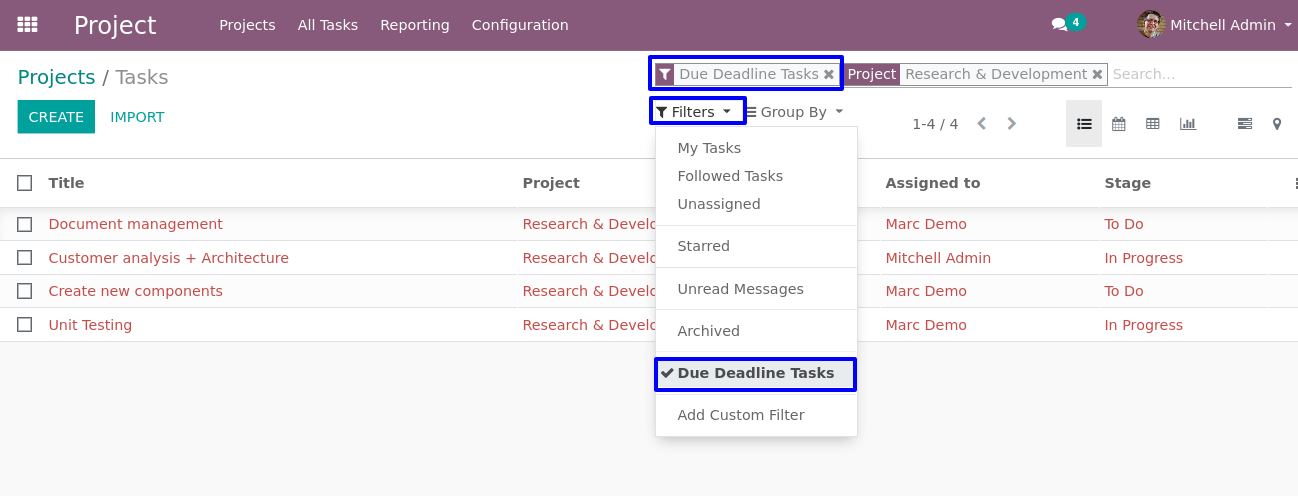 Project Projects All Tasks Reporting Configuration 4 Mitchell Admin
Projects / Tasks
Due Deadline Tasks Project Research & Development Search...
CREATE IMPORT
Filters Group By
1-4 / 4
My Tasks
Followed Tasks
Unassigned
Starred
Unread Messages
Archived
Due Deadline Tasks
Add Custom Filter
Title Project Assigned to Stage
Document management Research & Develo Marc Demo To Do
Customer analysis + Architecture Research & Develo Mitchell Admin In Progress
Create new components Research & Develo Marc Demo To Do
Unit Testing Research & Develo Marc Demo In Progress